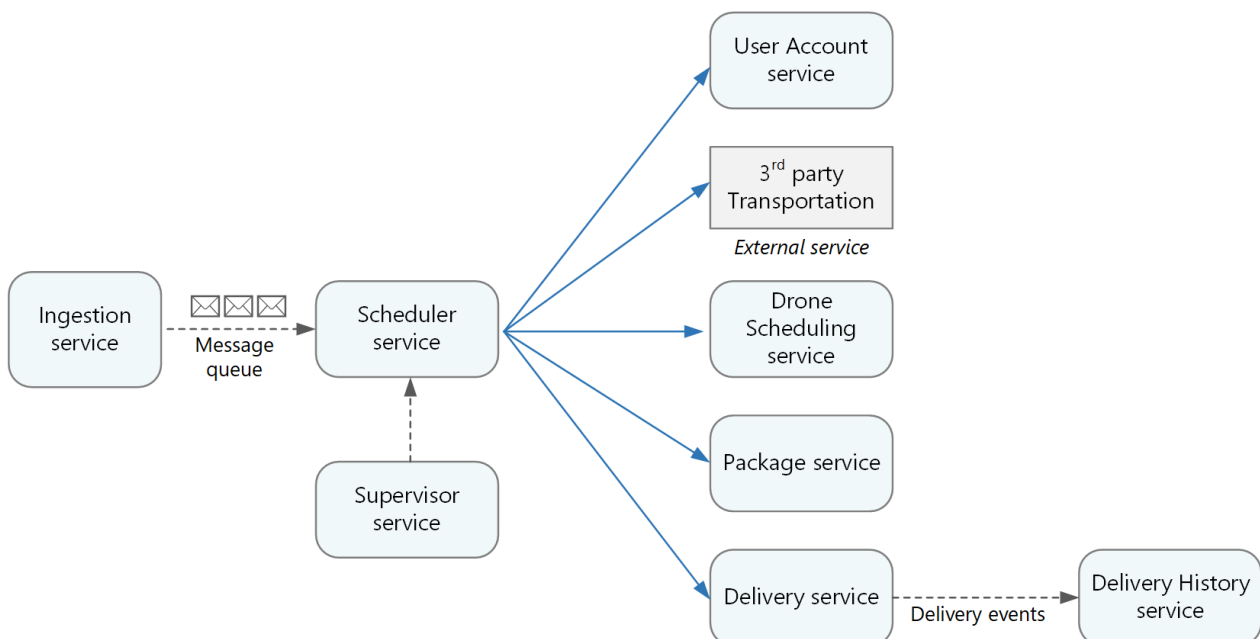 User Account
service
3rd party
Transportation
External service
Ingestion
service
Message
queue
Scheduler
service
Drone
Scheduling
service
Supervisor
service
Package service
Delivery service
Delivery events
Delivery History
service